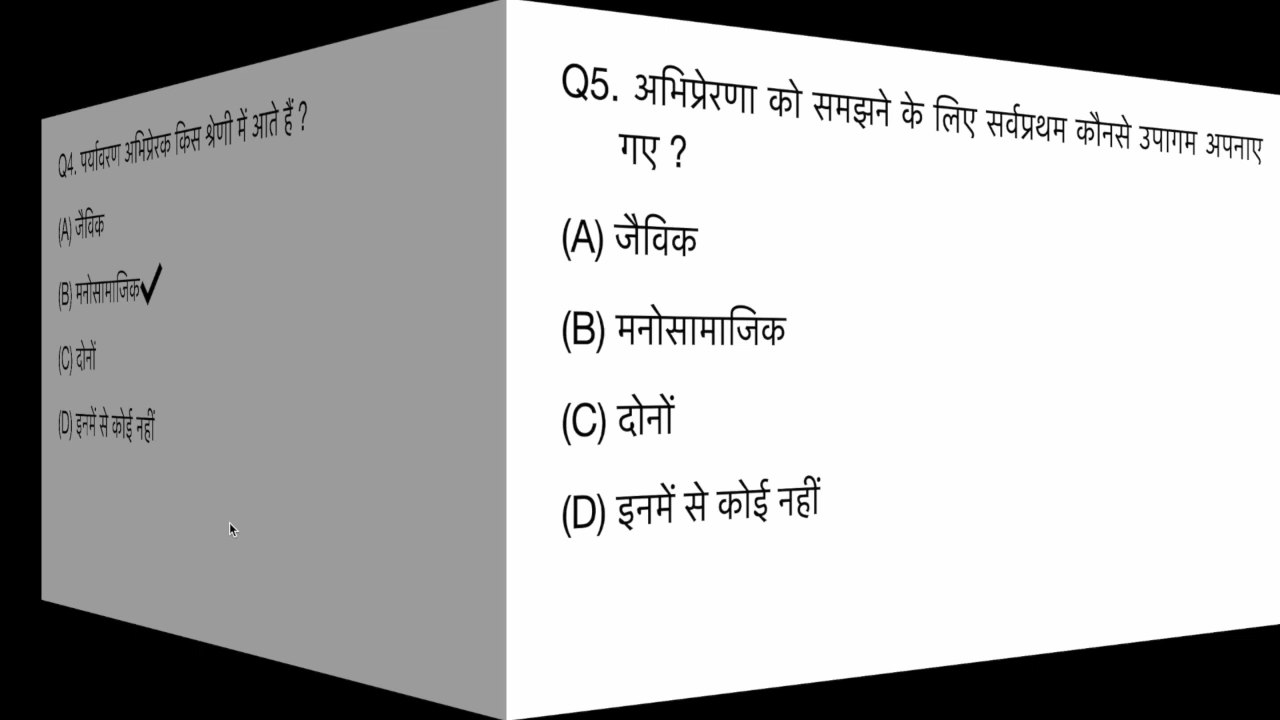 Q4. पर्यावरण अभिप्रेरक किस श्रेणी में आते हैं ?
(A) जैविक
(B) मनोसामाजिक✓
(C) दोनों
(D) इनमें से कोई नहीं
Q5. अभिप्रेरणा को समझने के लिए सर्वप्रथम कौनसे उपागम अपनाए
गए ?
(A) जैविक
(B) मनोसामाजिक
(C) दोनों
(D) इनमें से कोई नहीं